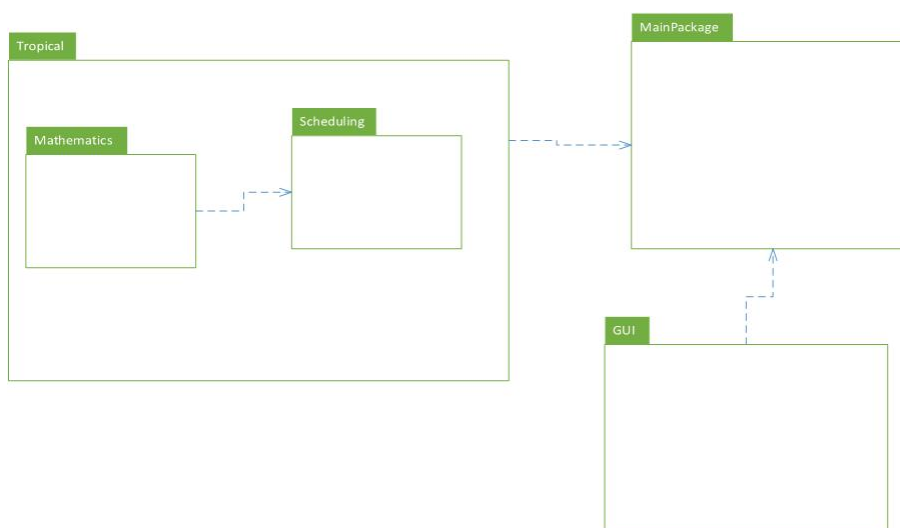 Tropical
Mathematics
Scheduling
MainPackage
GUI